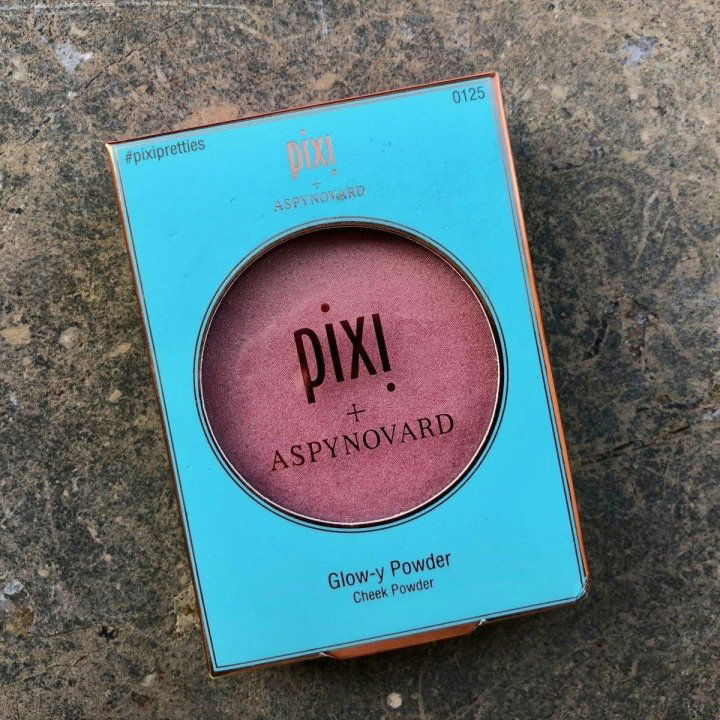 #pixipretties
0125
pixi
+
ASPYNOVARD
pixi
+
ASPYNOVARD
Glow-y Powder
Cheek Powder